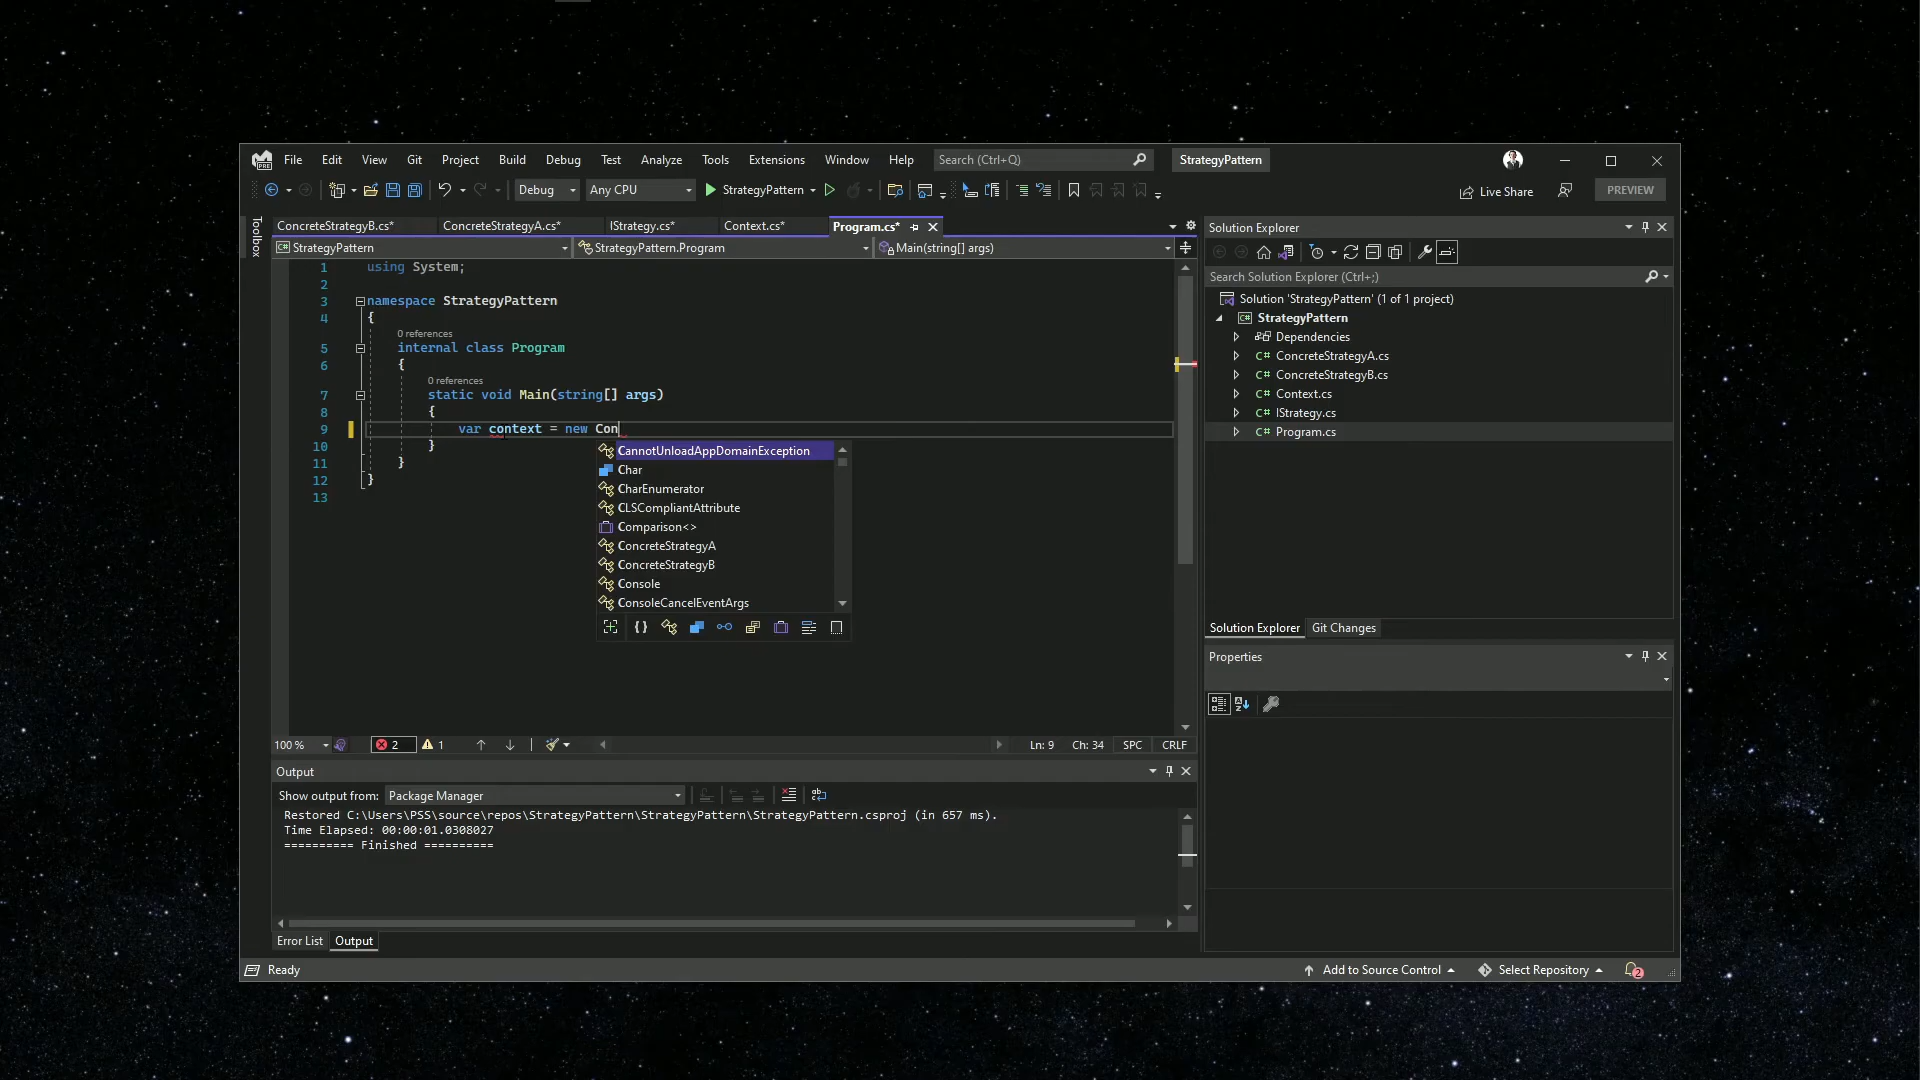 File Edit View Git Project Build Debug Test Analyze Tools Extensions Window Help Search (Ctrl+Q) StrategyPattern
Debug Any CPU StrategyPattern Live Share PREVIEW
Toolbox
ConcreteStrategyB.cs* ConcreteStrategyA.cs* IStrategy.cs* Context.cs* Program.cs*
StrategyPattern StrategyPattern.Program Main(string[] args)
1 using System;
2
3 namespace StrategyPattern
4 {
0 references
5 internal class Program
6 {
0 references
7 static void Main(string[] args)
8 {
9 var context = new Con
10 }
11 }
12 }
13
CannotUnloadAppDomainException
Char
CharEnumerator
CLSCompliantAttribute
Comparison<>
ConcreteStrategyA
ConcreteStrategyB
Console
ConsoleCancelEventArgs
100 % 2 1 Ln: 9 Ch: 34 SPC CRLF
Output
Show output from: Package Manager
Restored C:\Users\PSS\source\repos\StrategyPattern\StrategyPattern\StrategyPattern.csproj (in 657 ms).
Time Elapsed: 00:00:01.0308027
========== Finished ==========
Error List Output
Solution Explorer
Search Solution Explorer (Ctrl+;)
Solution 'StrategyPattern' (1 of 1 project)
C# StrategyPattern
Dependencies
C# ConcreteStrategyA.cs
C# ConcreteStrategyB.cs
C# Context.cs
C# IStrategy.cs
C# Program.cs
Solution Explorer Git Changes
Properties
Ready Add to Source Control Select Repository 2